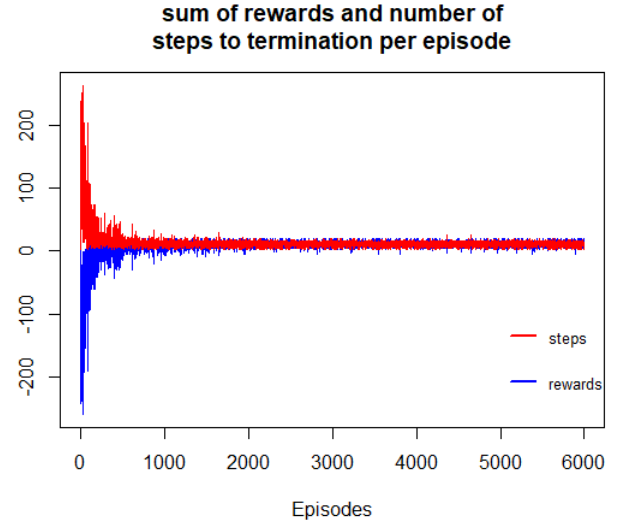 sum of rewards and number of
steps to termination per episode
200
100
0
-100
-200
steps
rewards
0 1000 2000 3000 4000 5000 6000
Episodes